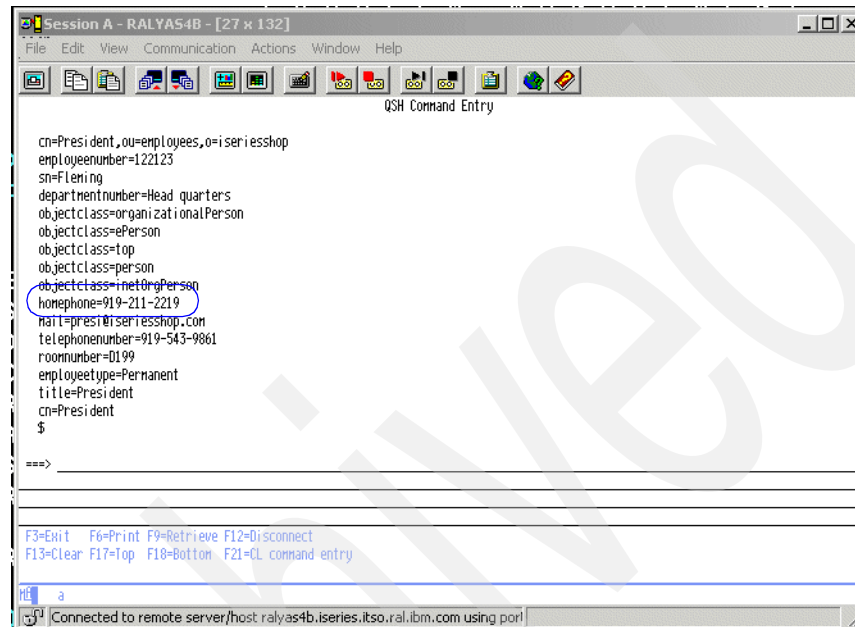 Session A - RALYAS4B - [27 x 132]
File Edit View Communication Actions Window Help
QSH Command Entry
cn=President,ou=employees,o=iseriesshop
employeenumber=122123
sn=Fleming
departmentnumber=Head quarters
objectclass=organizationalPerson
objectclass=ePerson
objectclass=top
objectclass=person
objectclass=inetOrgPerson
homephone=919-211-2219
mail=presi@iseriesshop.com
telephonenumber=919-543-9861
roomnumber=D199
employeetype=Permanent
title=President
cn=President
$
===>
F3=Exit F6=Print F9=Retrieve F12=Disconnect
F13=Clear F17=Top F18=Bottom F21=CL command entry
a
Connected to remote server/host ralyas4b.iseries.itso.ral.ibm.com using port